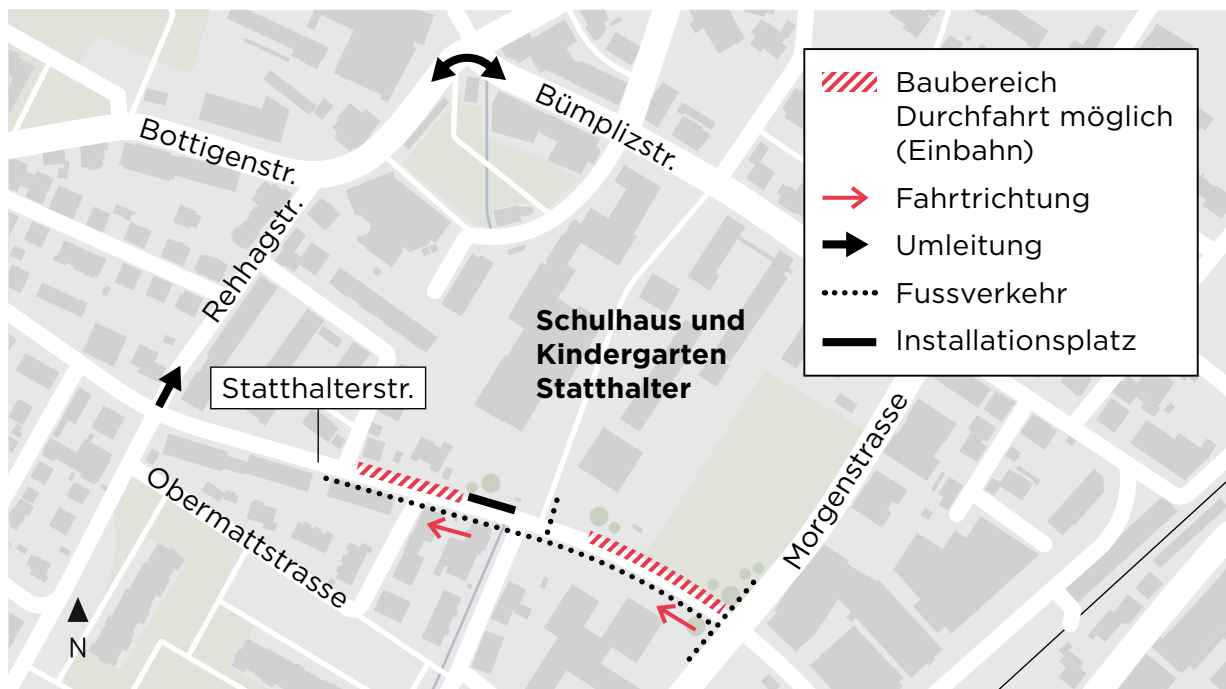 Bottigenstr.
Bümplizstr.
Rehhagstr.
Schulhaus und
Kindergarten
Statthalter
Statthalterstr.
Obermattstrasse
Morgenstrasse
N
Baubereich
Durchfahrt möglich
(Einbahn)
Fahrtrichtung
Umleitung
Fussverkehr
Installationsplatz